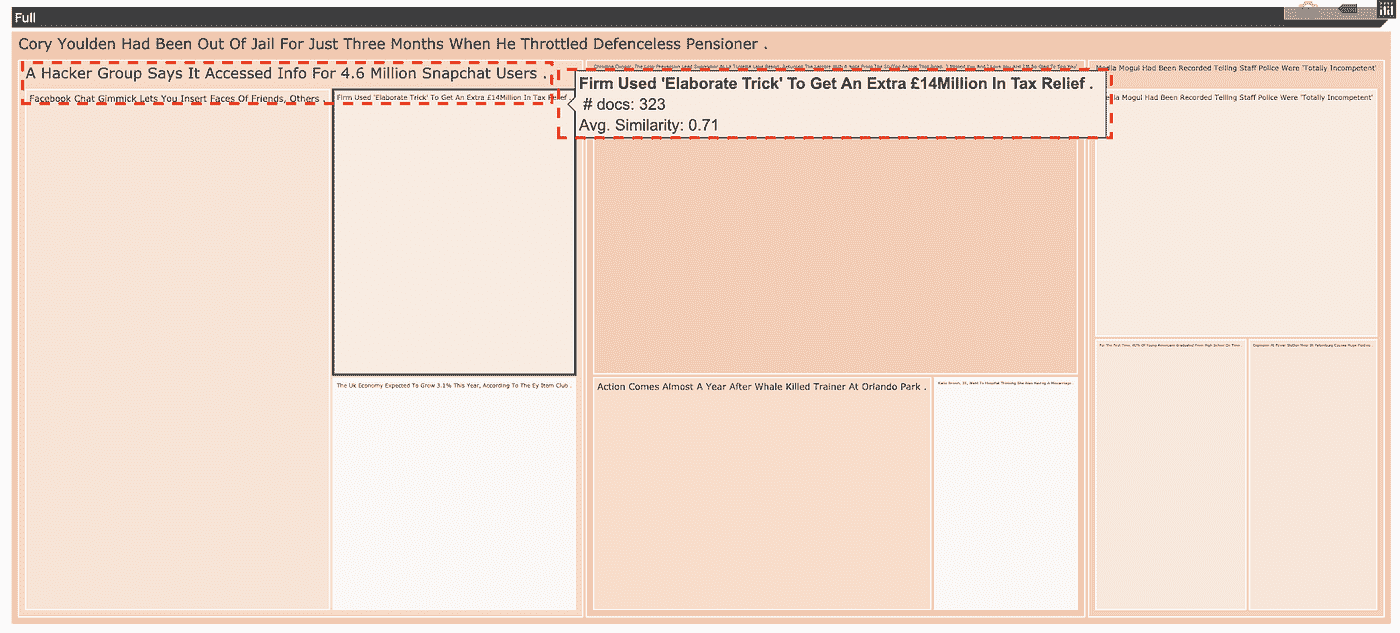 Full
Cory Youlden Had Been Out Of Jail For Just Three Months When He Throttled Defenceless Pensioner .
A Hacker Group Says It Accessed Info For 4.6 Million Snapchat Users .
Facebook Chat Gimmick Lets You Insert Faces Of Friends, Others .
Firm Used 'Elaborate Trick' To Get An Extra £14Million In Tax Relief .
The Uk Economy Expected To Grow 3.1% This Year, According To The Ey Item Club .
Firm Used 'Elaborate Trick' To Get An Extra £14Million In Tax Relief .
# docs: 323
Avg. Similarity: 0.71
Action Comes Almost A Year After Whale Killed Trainer At Orlando Park .
Mogul Had Been Recorded Telling Staff Police Were 'Totally Incompetent'
Mogul Had Been Recorded Telling Staff Police Were 'Totally Incompetent'